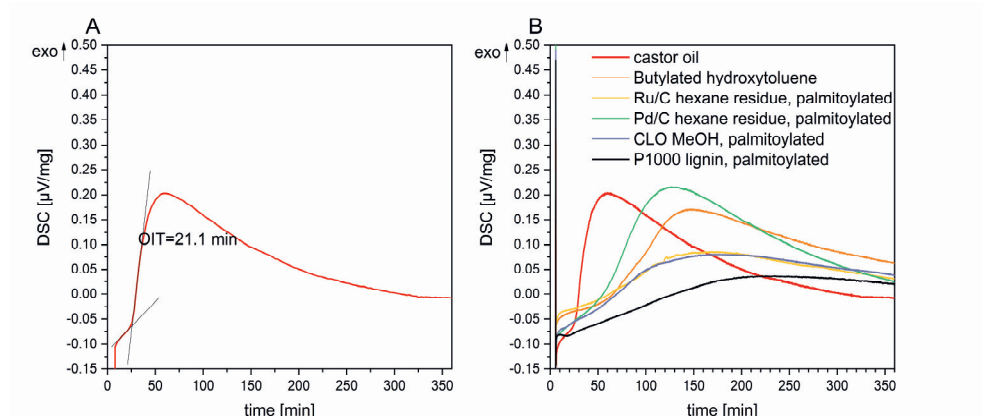 A
cxo
0.50
0.45
0.40
0.35
0.30
0.25
0.20
0.15
0.10
0.05
0.00
-0.05
-0.10
-0.15
DSC [µV/mg]
OIT=21.1 min
0 50 100 150 200 250 300 350
time [min]
B
exo
0.50
0.45
0.40
0.35
0.30
0.25
0.20
0.15
0.10
0.05
0.00
-0.05
-0.10
-0.15
DSC [µV/mg]
castor oil
Butylated hydroxytoluene
Ru/C hexane residue, palmitoylated
Pd/C hexane residue, palmitoylated
CLO MeOH, palmitoylated
P1000 lignin, palmitoylated
0 50 100 150 200 250 300 350
time [min]